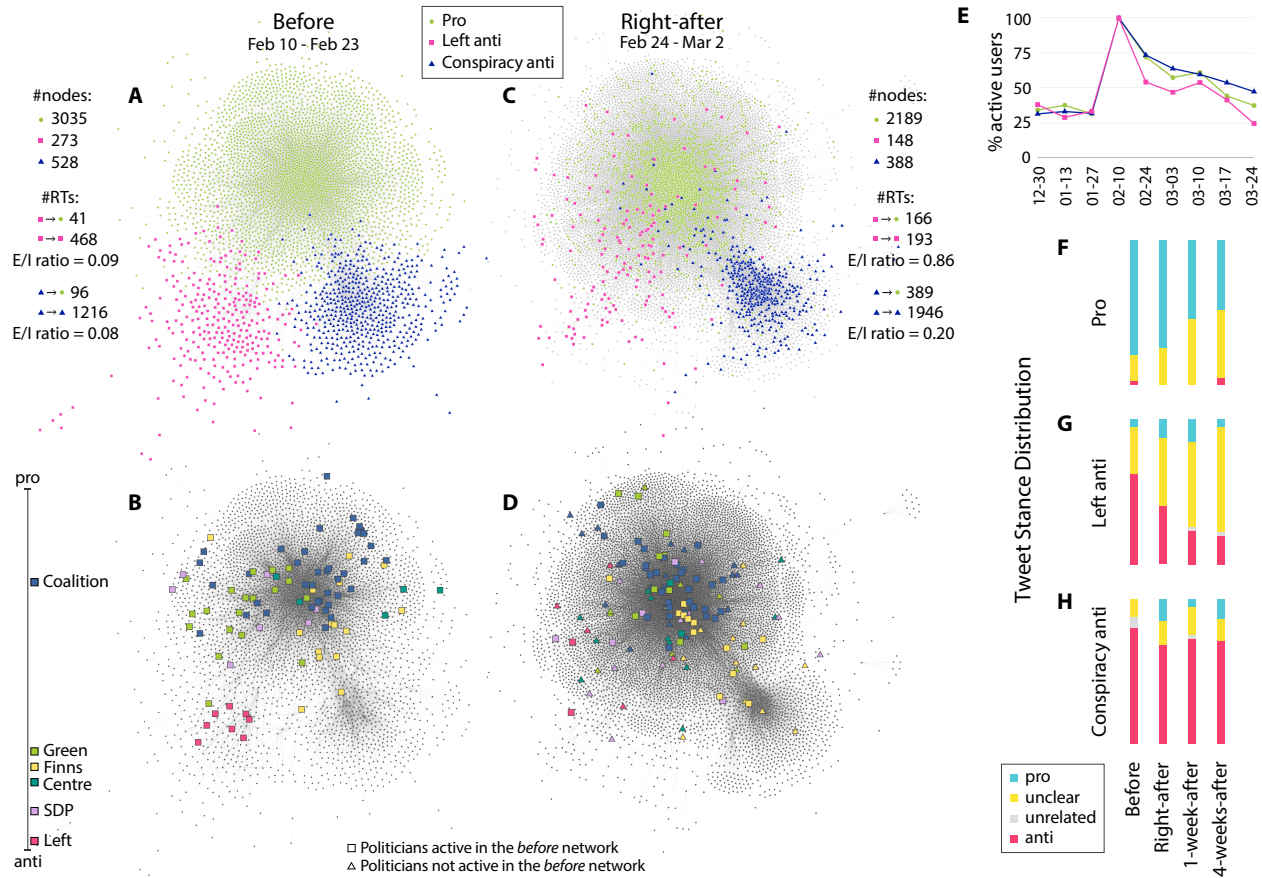 Before
Feb 10 - Feb 23
Pro
Left anti
Conspiracy anti
Right-after
Feb 24 - Mar 2
A
#nodes:
3035
273
528
#RTs:
→ 41
→ 468
E/I ratio = 0.09
→ 96
→ 1216
E/I ratio = 0.08
C
#nodes:
2189
148
388
#RTs:
→ 166
→ 193
E/I ratio = 0.86
→ 389
→ 1946
E/I ratio = 0.20
B
pro
Coalition
Green
Finns
Centre
SDP
Left
anti
D
Politicians active in the before network
Politicians not active in the before network
E
% active users
100
75
50
25
0
12-30
01-13
01-27
02-10
02-24
03-03
03-10
03-17
03-24
Tweet Stance Distribution
F
Pro
G
Left anti
H
Conspiracy anti
Before
Right-after
1-week-after
4-weeks-after
pro
unclear
unrelated
anti